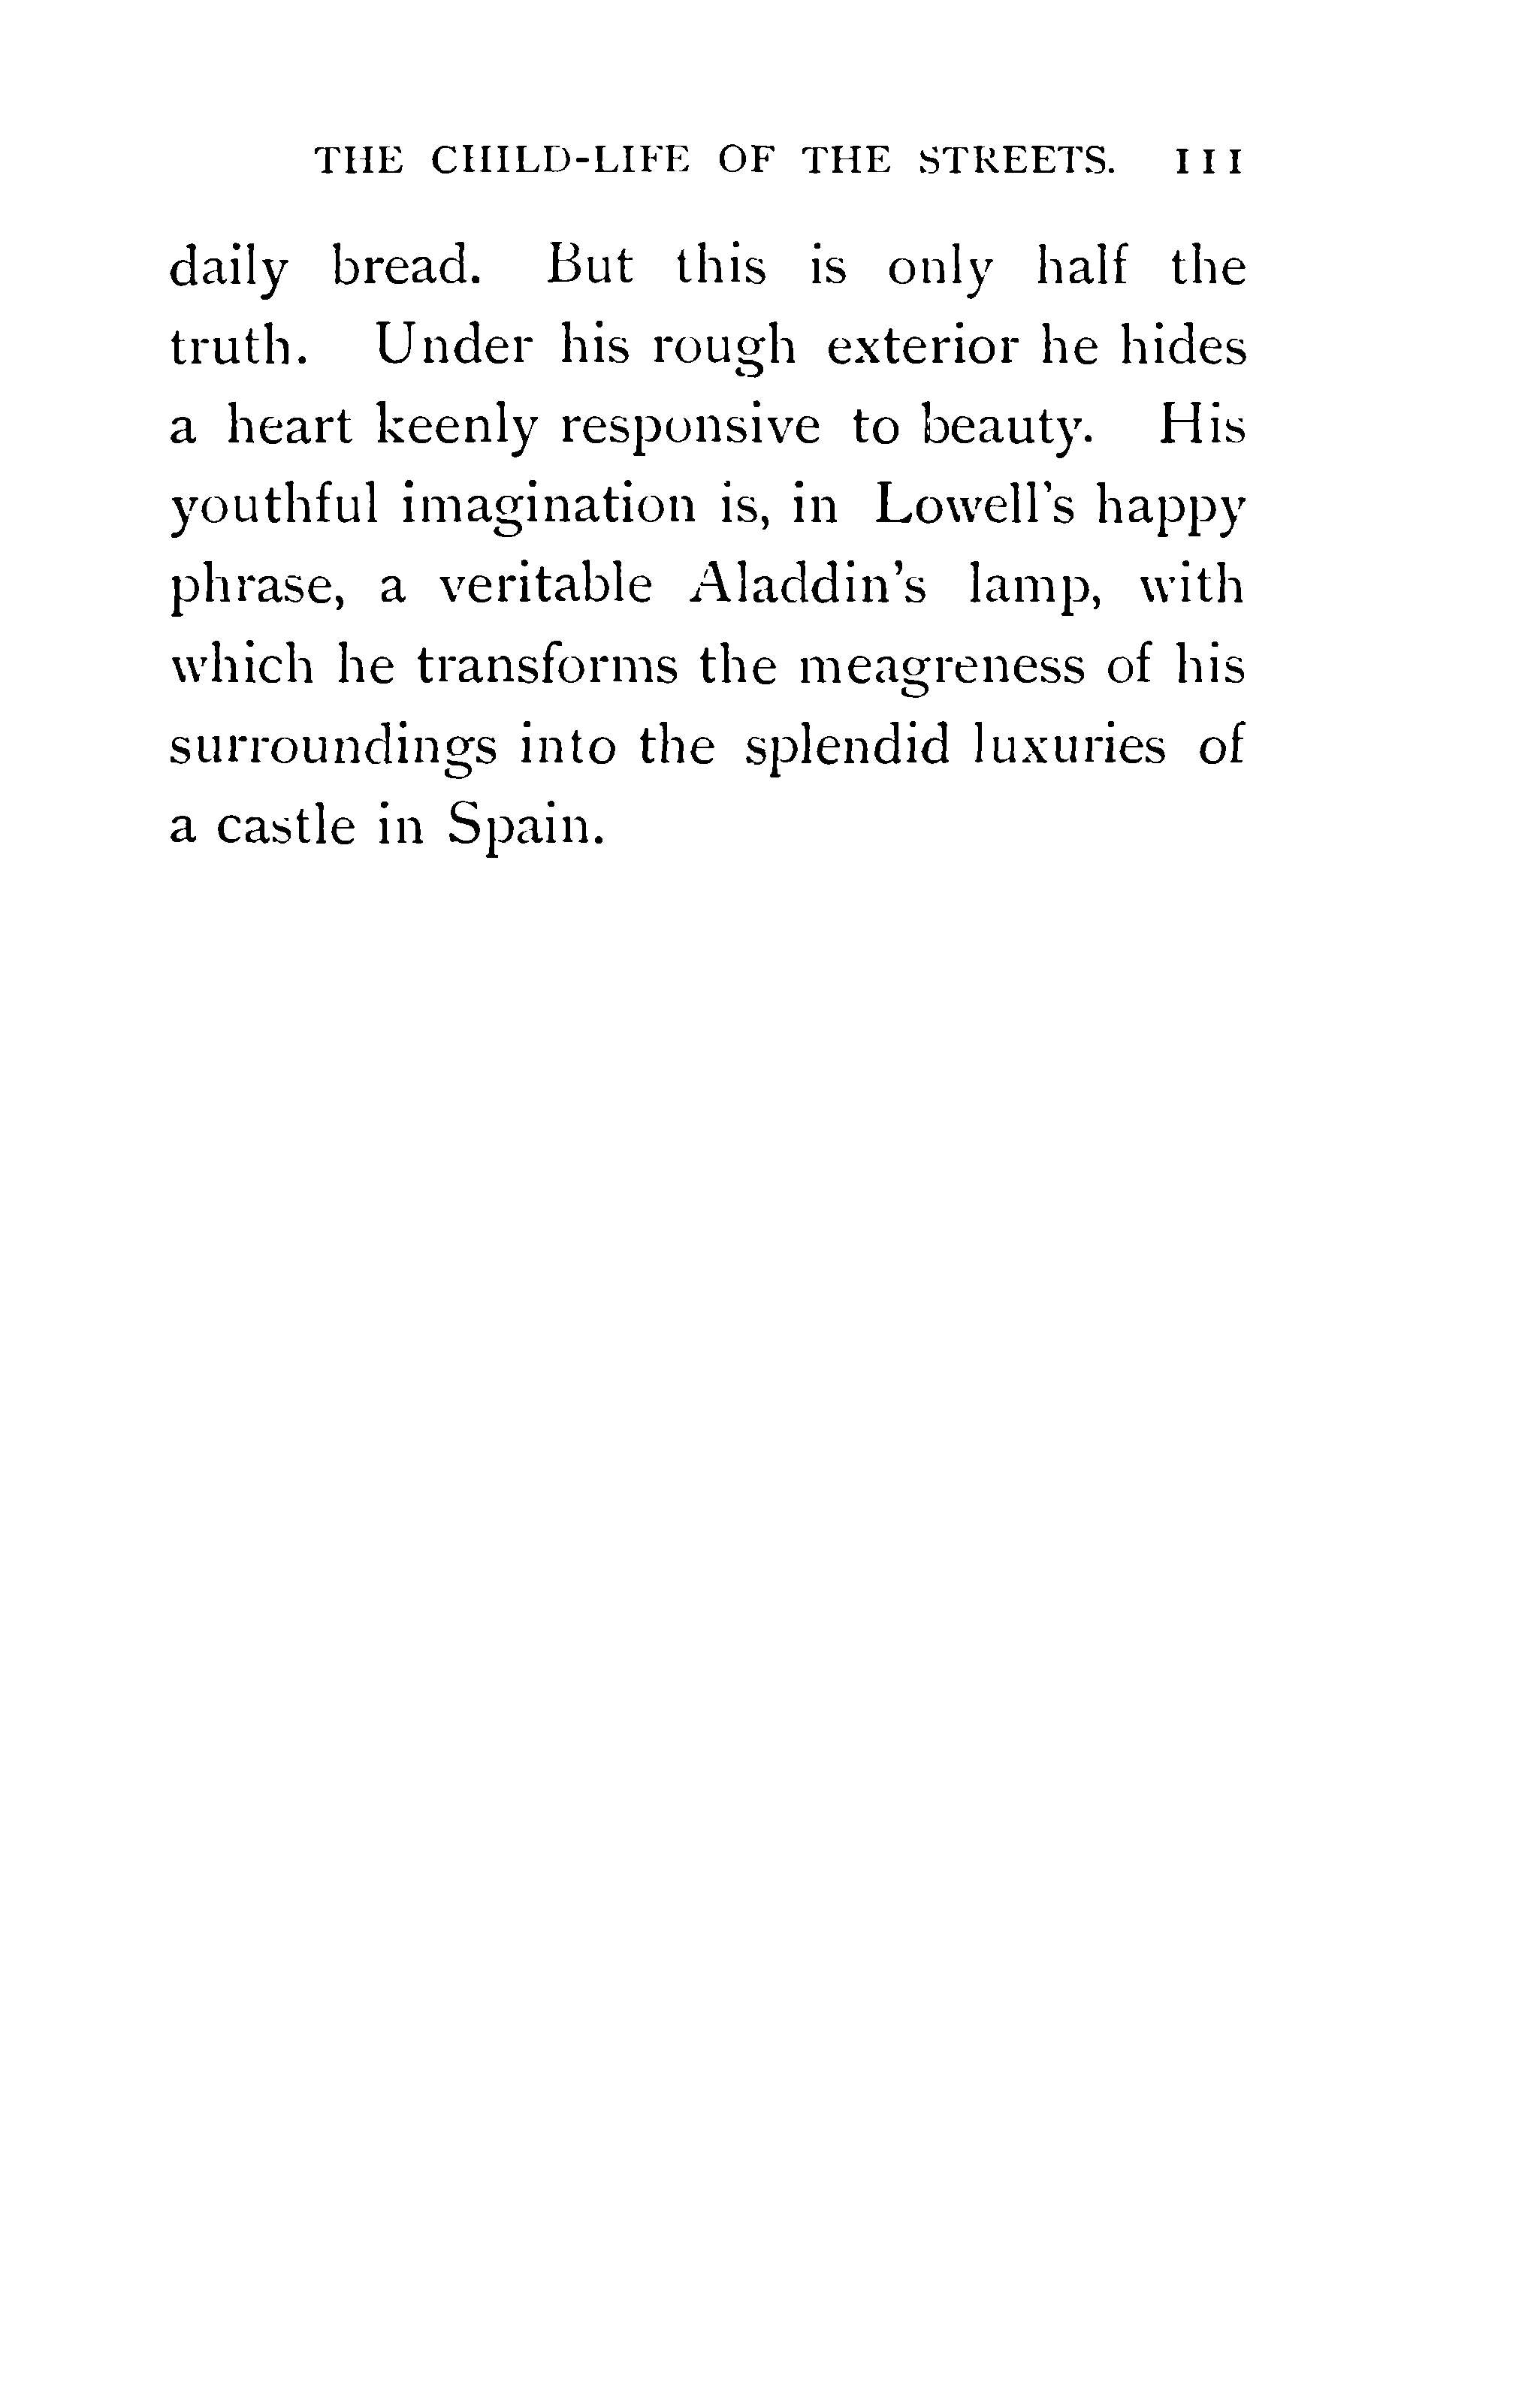 THE CHILD-LIFE OF THE STREETS. 111
daily bread. But this is only half the
truth. Under his rough exterior he hides
a heart keenly responsive to beauty. His
youthful imagination is, in Lowell's happy
phrase, a veritable Aladdin's lamp, with
which he transforms the meagreness of his
surroundings into the splendid luxuries of
a castle in Spain.